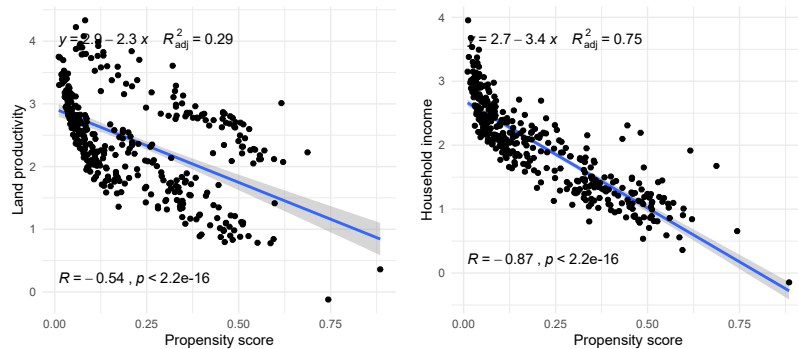 y = 2.9 − 2.3 x R²adj = 0.29
Land productivity
4
3
2
1
0
R = − 0.54 , p < 2.2e-16
0.00 0.25 0.50 0.75
Propensity score
y = 2.7 − 3.4 x R²adj = 0.75
Household income
4
3
2
1
0
R = − 0.87 , p < 2.2e-16
0.00 0.25 0.50 0.75
Propensity score